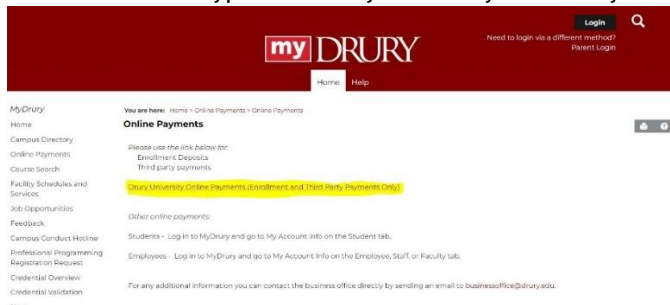 Login
Need to login via a different method?
Parent Login
my DRURY
Home Help
MyDrury
Home
Campus Directory
Online Payments
Course Search
Facility Schedules and
Services
Job Opportunities
Feedback
Campus Conduct Hotline
Professional Programming
Registration Request
Credential Overview
Credential Validation
You are here: Home > Online Payments > Online Payments
Online Payments
Please use the link below for:
Enrollment Deposits
Third party payments
Drury University Online Payments (Enrollment and Third Party Payments Only)
Other online payments:
Students - Log in to MyDrury and go to My Account Info on the Student tab.
Employees - Log in to MyDrury and go to My Account Info on the Employee, Staff, or Faculty tab.
For any additional information you can contact the business office directly by sending an email to businessoffice@drury.edu.